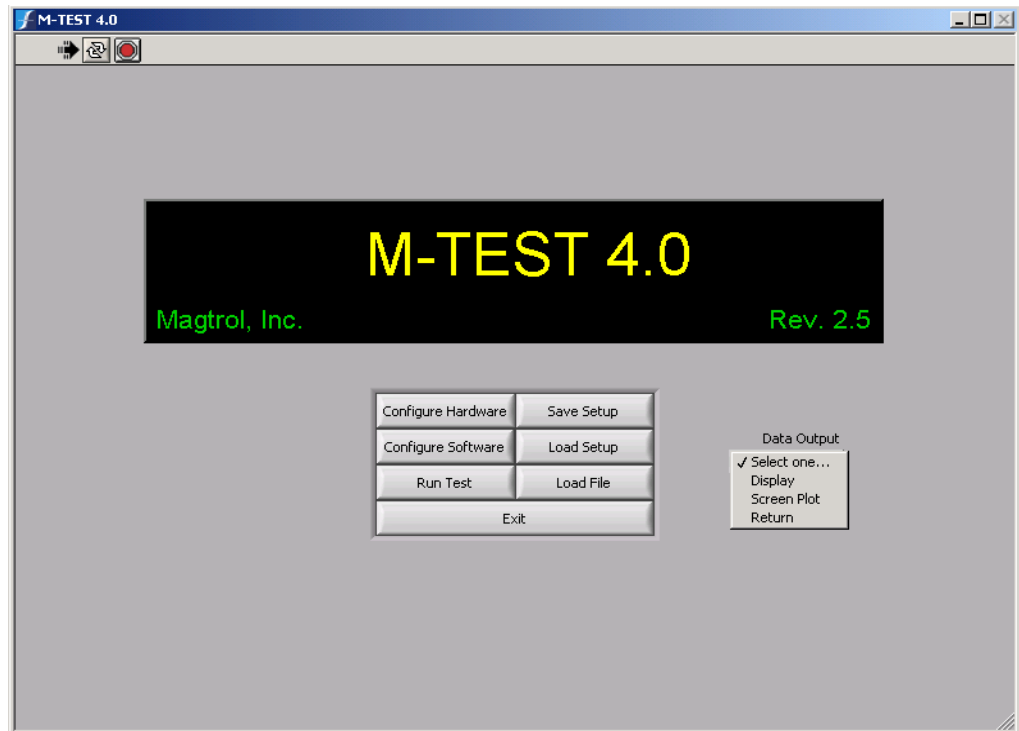 M-TEST 4.0
M-TEST 4.0
Magtrol, Inc.
Rev. 2.5
Configure Hardware
Save Setup
Configure Software
Load Setup
Run Test
Load File
Exit
Data Output
Select one...
Display
Screen Plot
Return